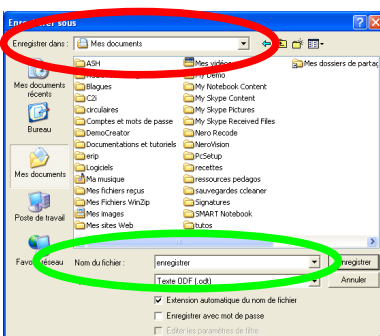 Enregistrer sous
Enregistrer dans : Mes documents
Mes documents récents
Bureau
Mes documents
Poste de travail
Favoris réseau
ASH
Blagues
C2i
circulaires
Comptes et mots de passe
DemoCreator
Documentations et tutoriels
erip
Logiciels
Ma musique
Mes fichiers reçus
Mes Fichiers WinZip
Mes images
Mes sites Web
Mes vidéos
My Demo
My Notebook Content
My Skype Content
My Skype Pictures
My Skype Received Files
Nero Recode
NeroVision
PcSetup
recettes
ressources pedagos
sauvegardes ccleaner
Signatures
SMART Notebook
tutos
Mes dossiers de partag
Nom du fichier : enregistrer
Enregistrer
Texte ODF (.odt)
Annuler
Extension automatique du nom de fichier
Enregistrer avec mot de passe
Éditer les paramètres de filtre